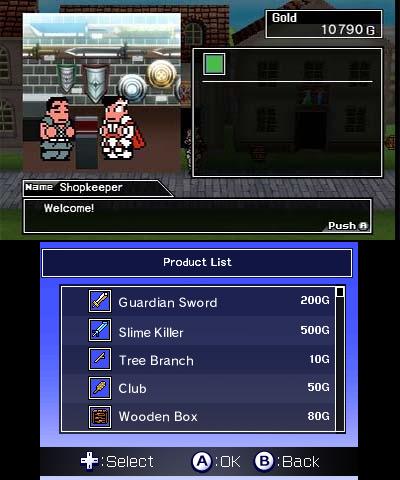 Gold
10790 G
Name Shopkeeper
Welcome!
Push A
Product List
Guardian Sword 200G
Slime Killer 500G
Tree Branch 10G
Club 50G
Wooden Box 80G
:Select A:OK B:Back